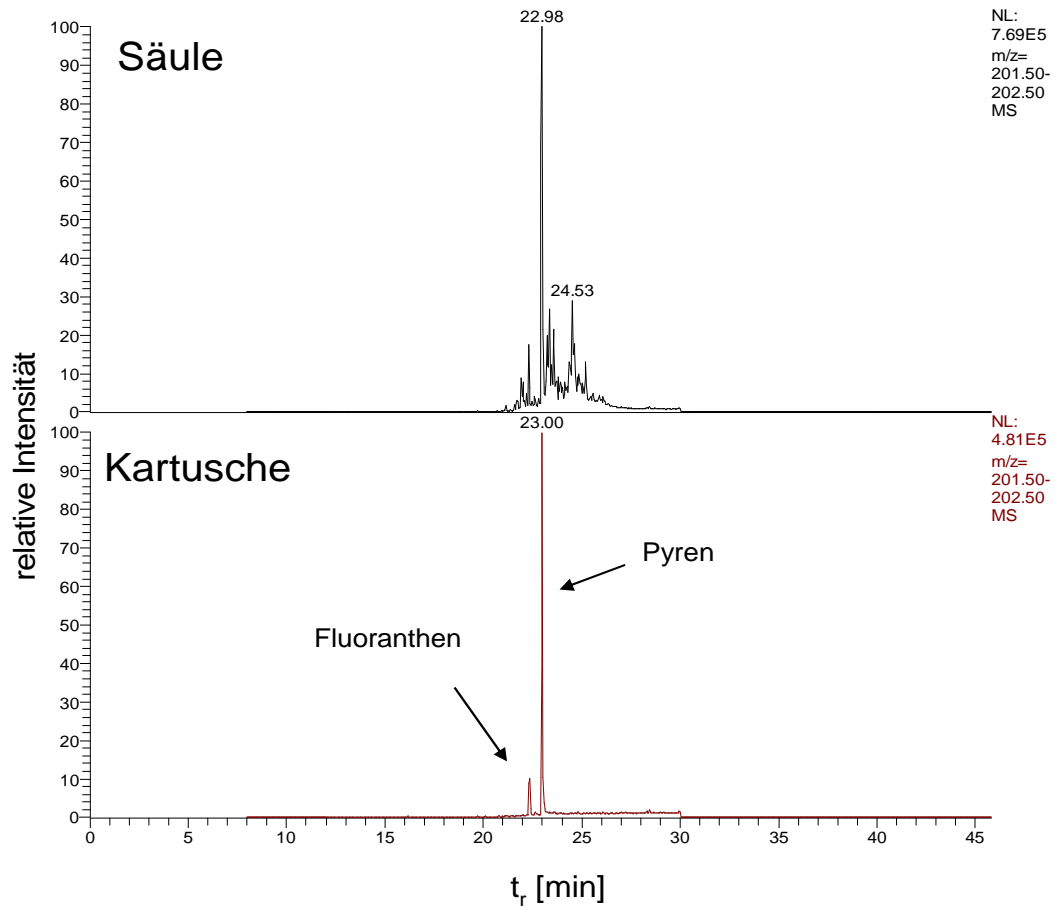 22.98
NL:
7.69E5
m/z=
201.50-
202.50
MS
Säule
100
90
80
70
60
50
40
30
20
10
0
24.53
relative Intensität
23.00
NL:
4.81E5
m/z=
201.50-
202.50
MS
Kartusche
100
90
80
70
60
50
40
30
20
10
0
Pyren
Fluoranthen
0 5 10 15 20 25 30 35 40 45
tr [min]